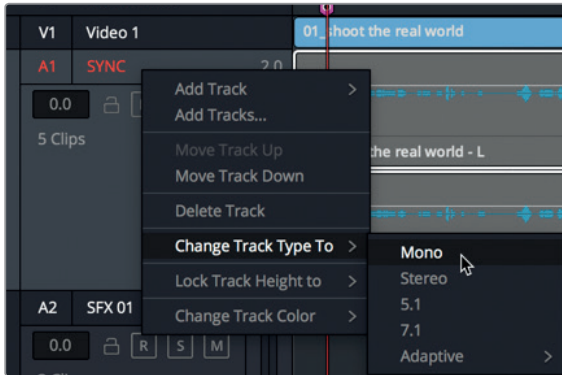 V1 Video 1
01_shoot the real world
A1 SYNC 2.0
0.0
5 Clips
Add Track >
Add Tracks...
Move Track Up
Move Track Down
Delete Track
Change Track Type To >
Lock Track Height to >
Change Track Color >
the real world - L
Mono
Stereo
5.1
7.1
Adaptive >
A2 SFX 01
0.0 R S M